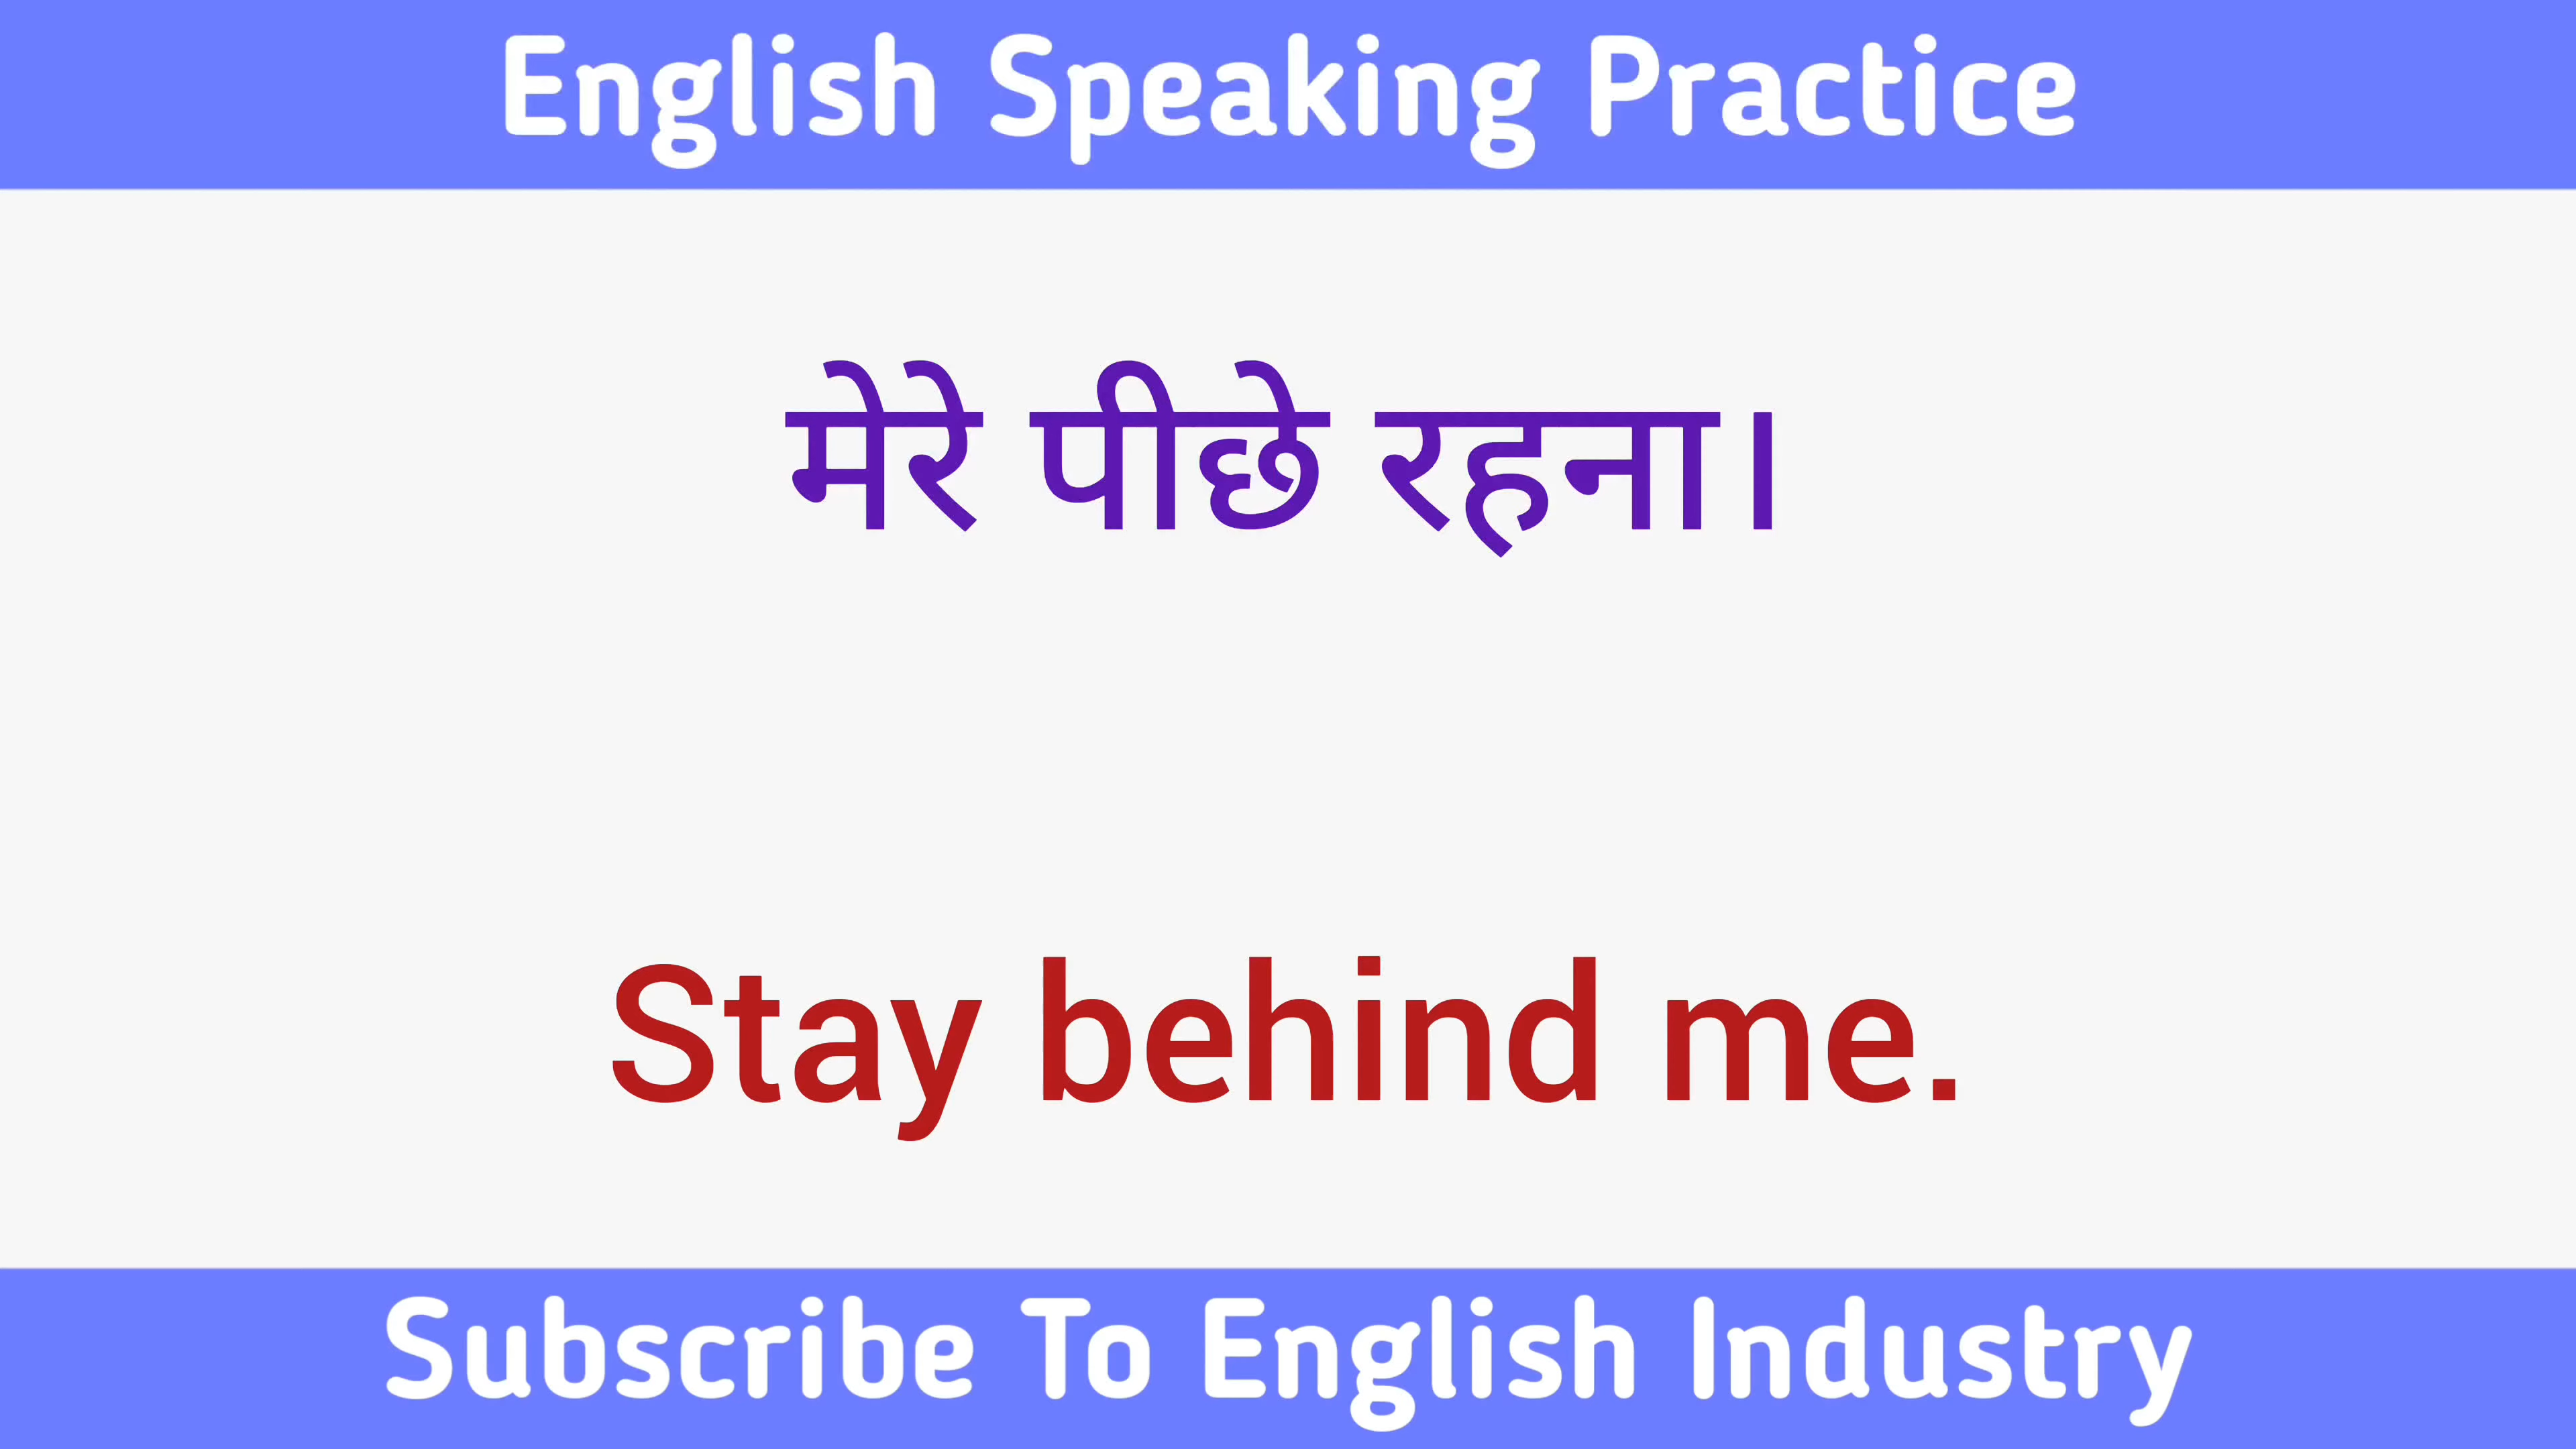 English Speaking Practice
मेरे पीछे रहना।
Stay behind me.
Subscribe To English Industry